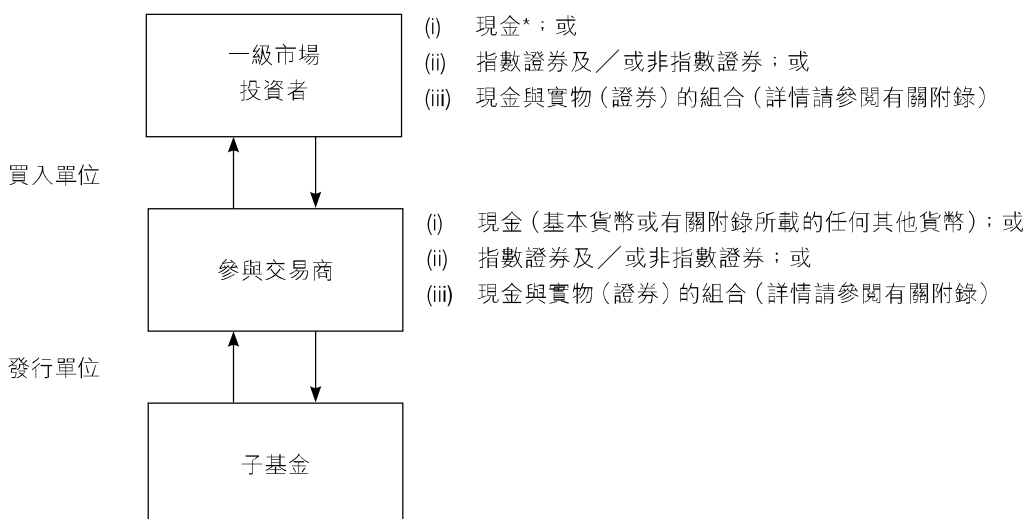 一級市場
投資者
(i) 現金*；或
(ii) 指數證券及／或非指數證券；或
(iii) 現金與實物（證券）的組合（詳情請參閱有關附錄）
買入單位
參與交易商
(i) 現金（基本貨幣或有關附錄所載的任何其他貨幣）；或
(ii) 指數證券及／或非指數證券；或
(iii) 現金與實物（證券）的組合（詳情請參閱有關附錄）
發行單位
子基金